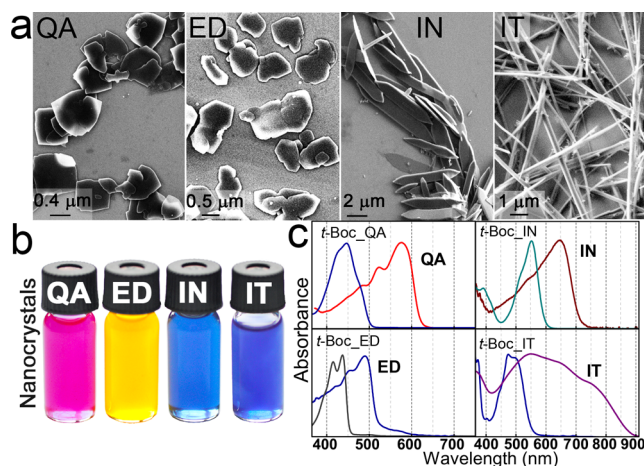 a QA ED IN IT
0.4 μm 0.5 μm 2 μm 1 μm
b c
Nanocrystals
QA ED IN IT
Absorbance
t-Boc_QA QA t-Boc_IN IN
t-Boc_ED ED t-Boc_IT IT
400 500 600 700 400 500 600 700 800 900
Wavelength (nm)